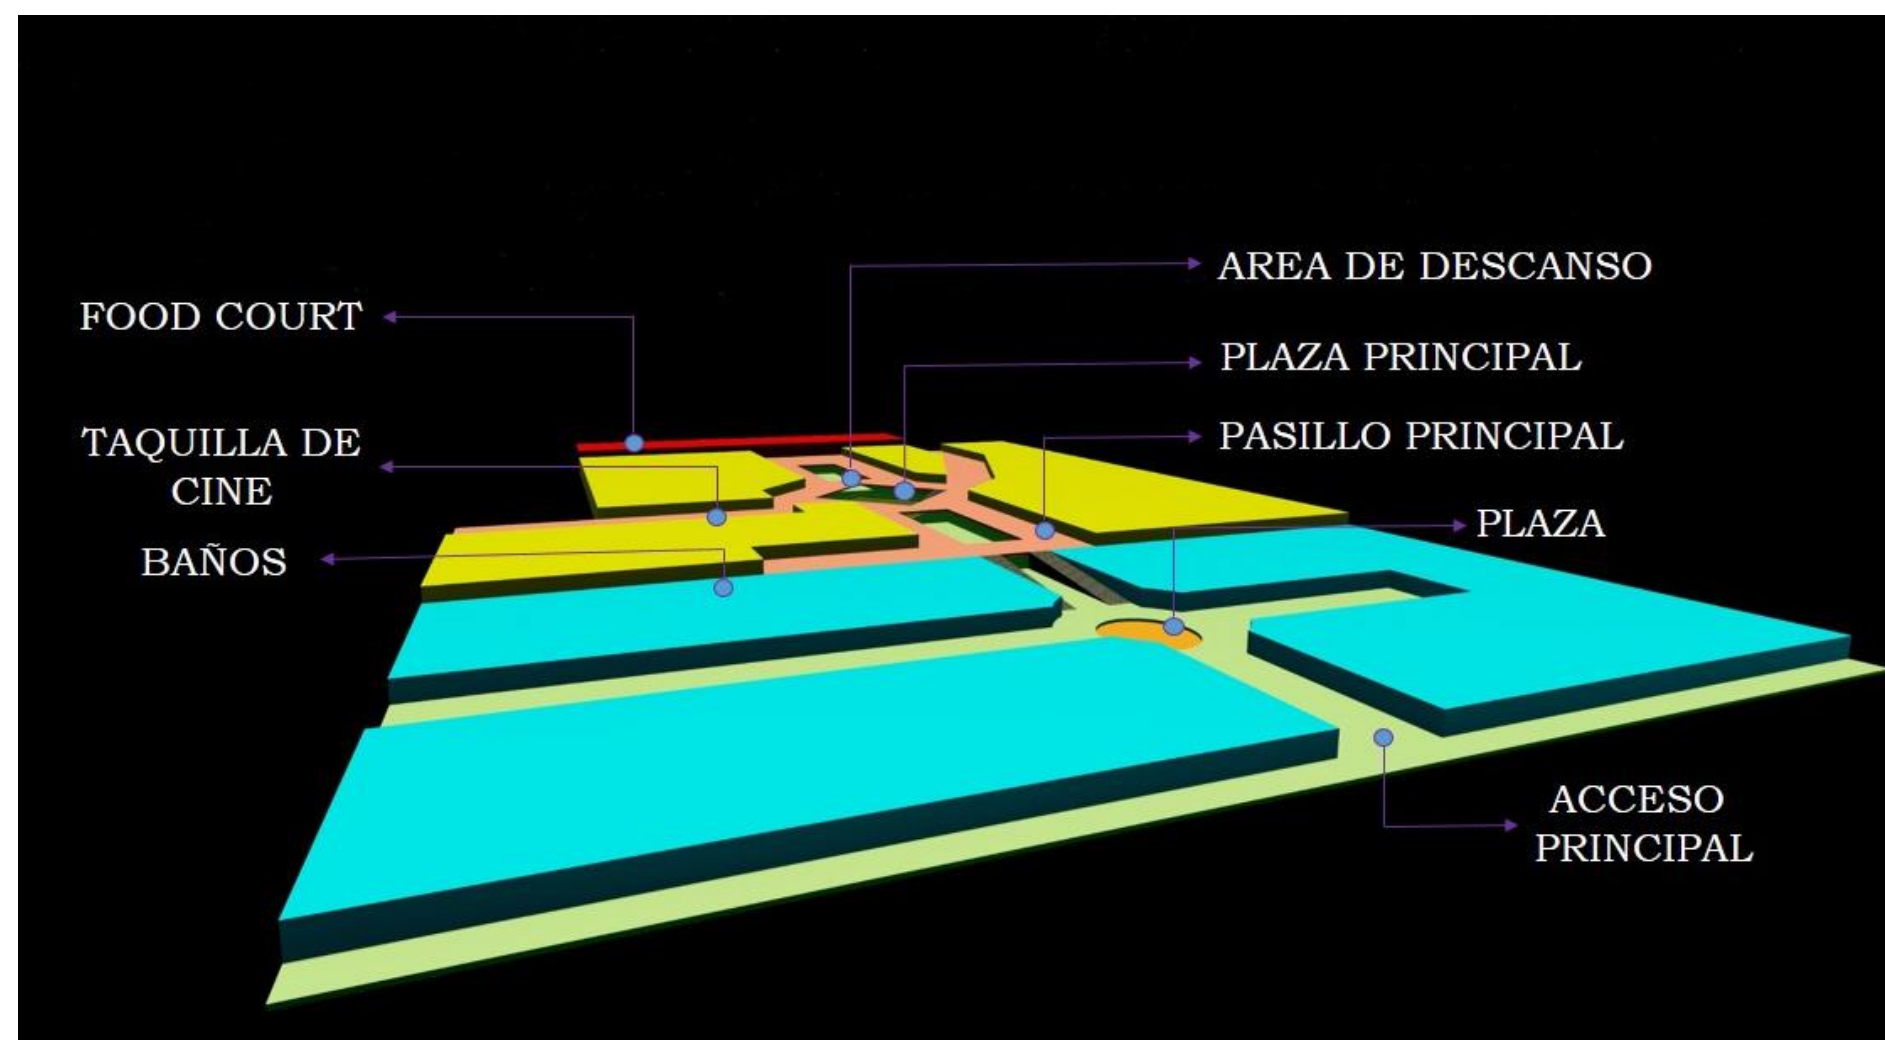 FOOD COURT
TAQUILLA DE
CINE
BAÑOS
AREA DE DESCANSO
PLAZA PRINCIPAL
PASILLO PRINCIPAL
PLAZA
ACCESO
PRINCIPAL